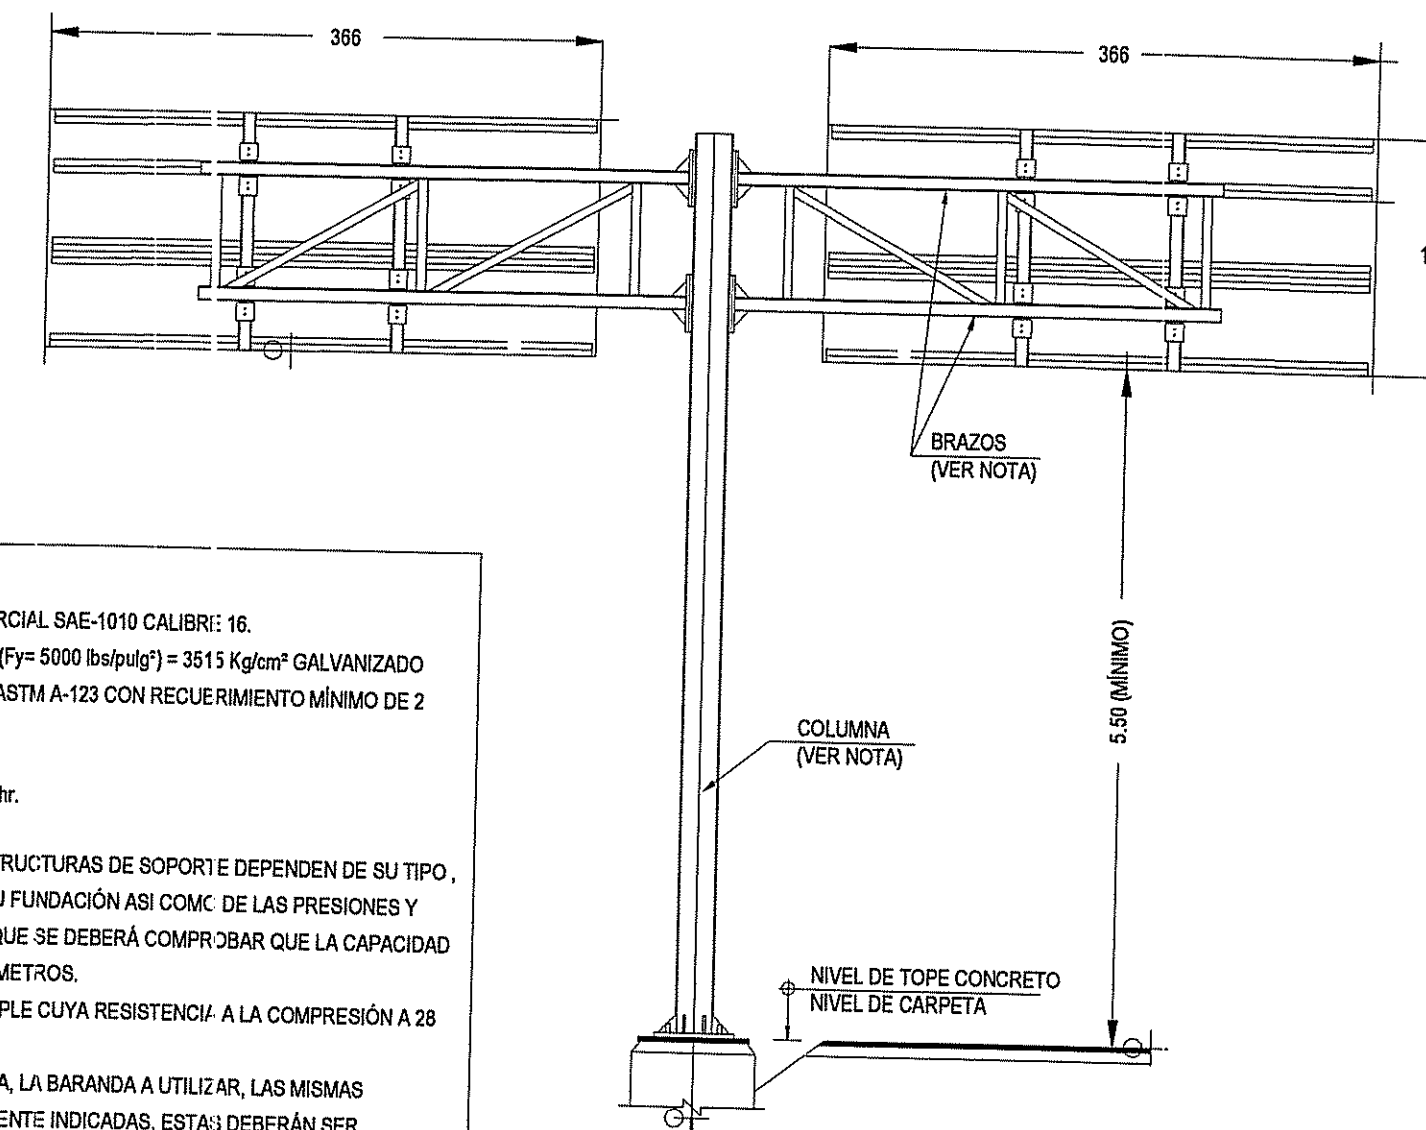 366
366
1
BRAZOS
(VER NOTA)
5.50 (MÍNIMO)
COLUMNA
(VER NOTA)
NIVEL DE TOPE CONCRETO
NIVEL DE CARPETA
RCIAL SAE-1010 CALIBRE 16.
(Fy= 5000 lbs/pulg²) = 3515 Kg/cm² GALVANIZADO
ASTM A-123 CON RECUERIMIENTO MÍNIMO DE 2
hr.
TRUCTURAS DE SOPORTE DEPENDEN DE SU TIPO ,
U FUNDACIÓN ASI COMO DE LAS PRESIONES Y
QUE SE DEBERÁ COMPROBAR QUE LA CAPACIDAD
METROS.
PLE CUYA RESISTENCIA A LA COMPRESIÓN A 28
A, LA BARANDA A UTILIZAR, LAS MISMAS
ENTE INDICADAS. ESTAS DEBERÁN SER